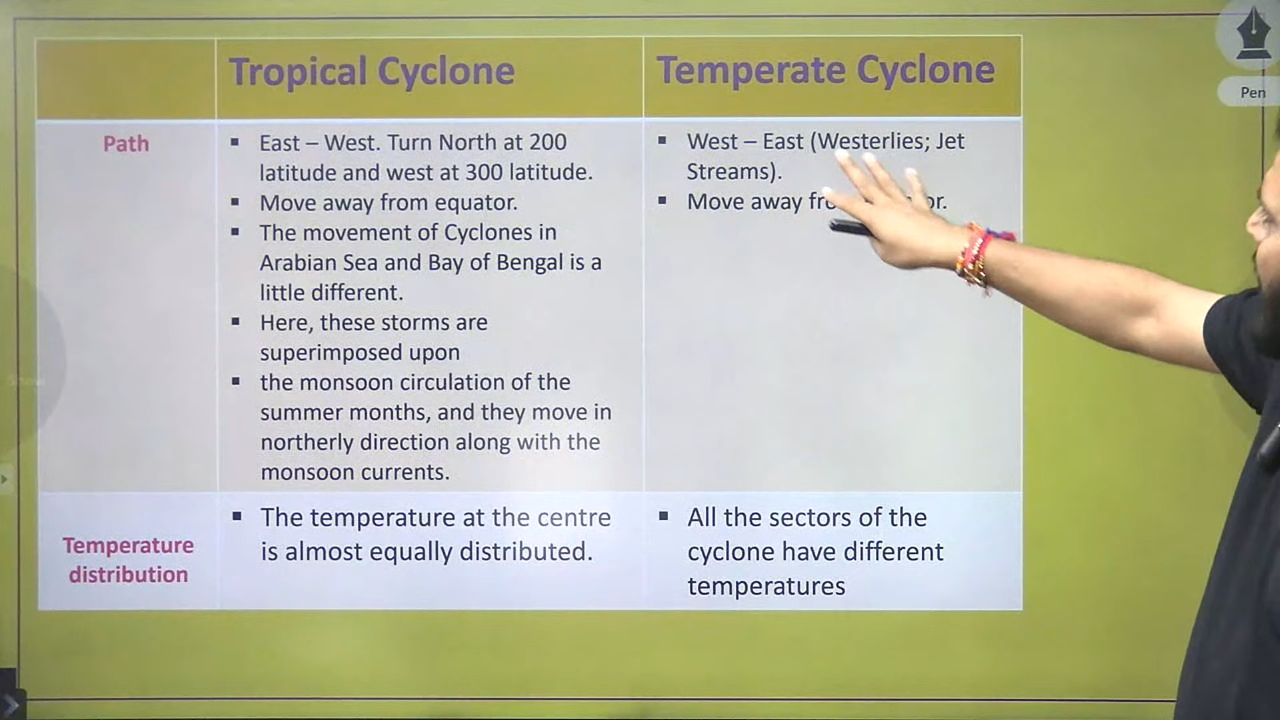 Tropical Cyclone
Temperate Cyclone
Pen
Path
▪ East – West. Turn North at 200
latitude and west at 300 latitude.
▪ Move away from equator.
▪ The movement of Cyclones in
Arabian Sea and Bay of Bengal is a
little different.
▪ Here, these storms are
superimposed upon
▪ the monsoon circulation of the
summer months, and they move in
northerly direction along with the
monsoon currents.
▪ West – East (Westerlies; Jet
Streams).
▪ Move away
Temperature
distribution
▪ The temperature at the centre
is almost equally distributed.
▪ All the sectors of the
cyclone have different
temperatures